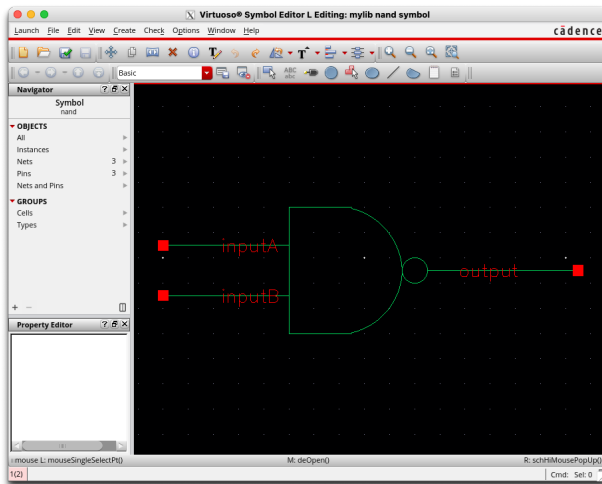 Virtuoso® Symbol Editor L Editing: mylib nand symbol
Launch File Edit View Create Check Options Window Help
cādence
Basic
Navigator
Symbol
nand
OBJECTS
All
Instances
Nets 3
Pins 3
Nets and Pins
GROUPS
Cells
Types
Property Editor
inputA
inputB
output
mouse L: mouseSingleSelectPt()
M: deOpen()
R: schHiMousePopUp()
1(2)
Cmd: Sel: 0